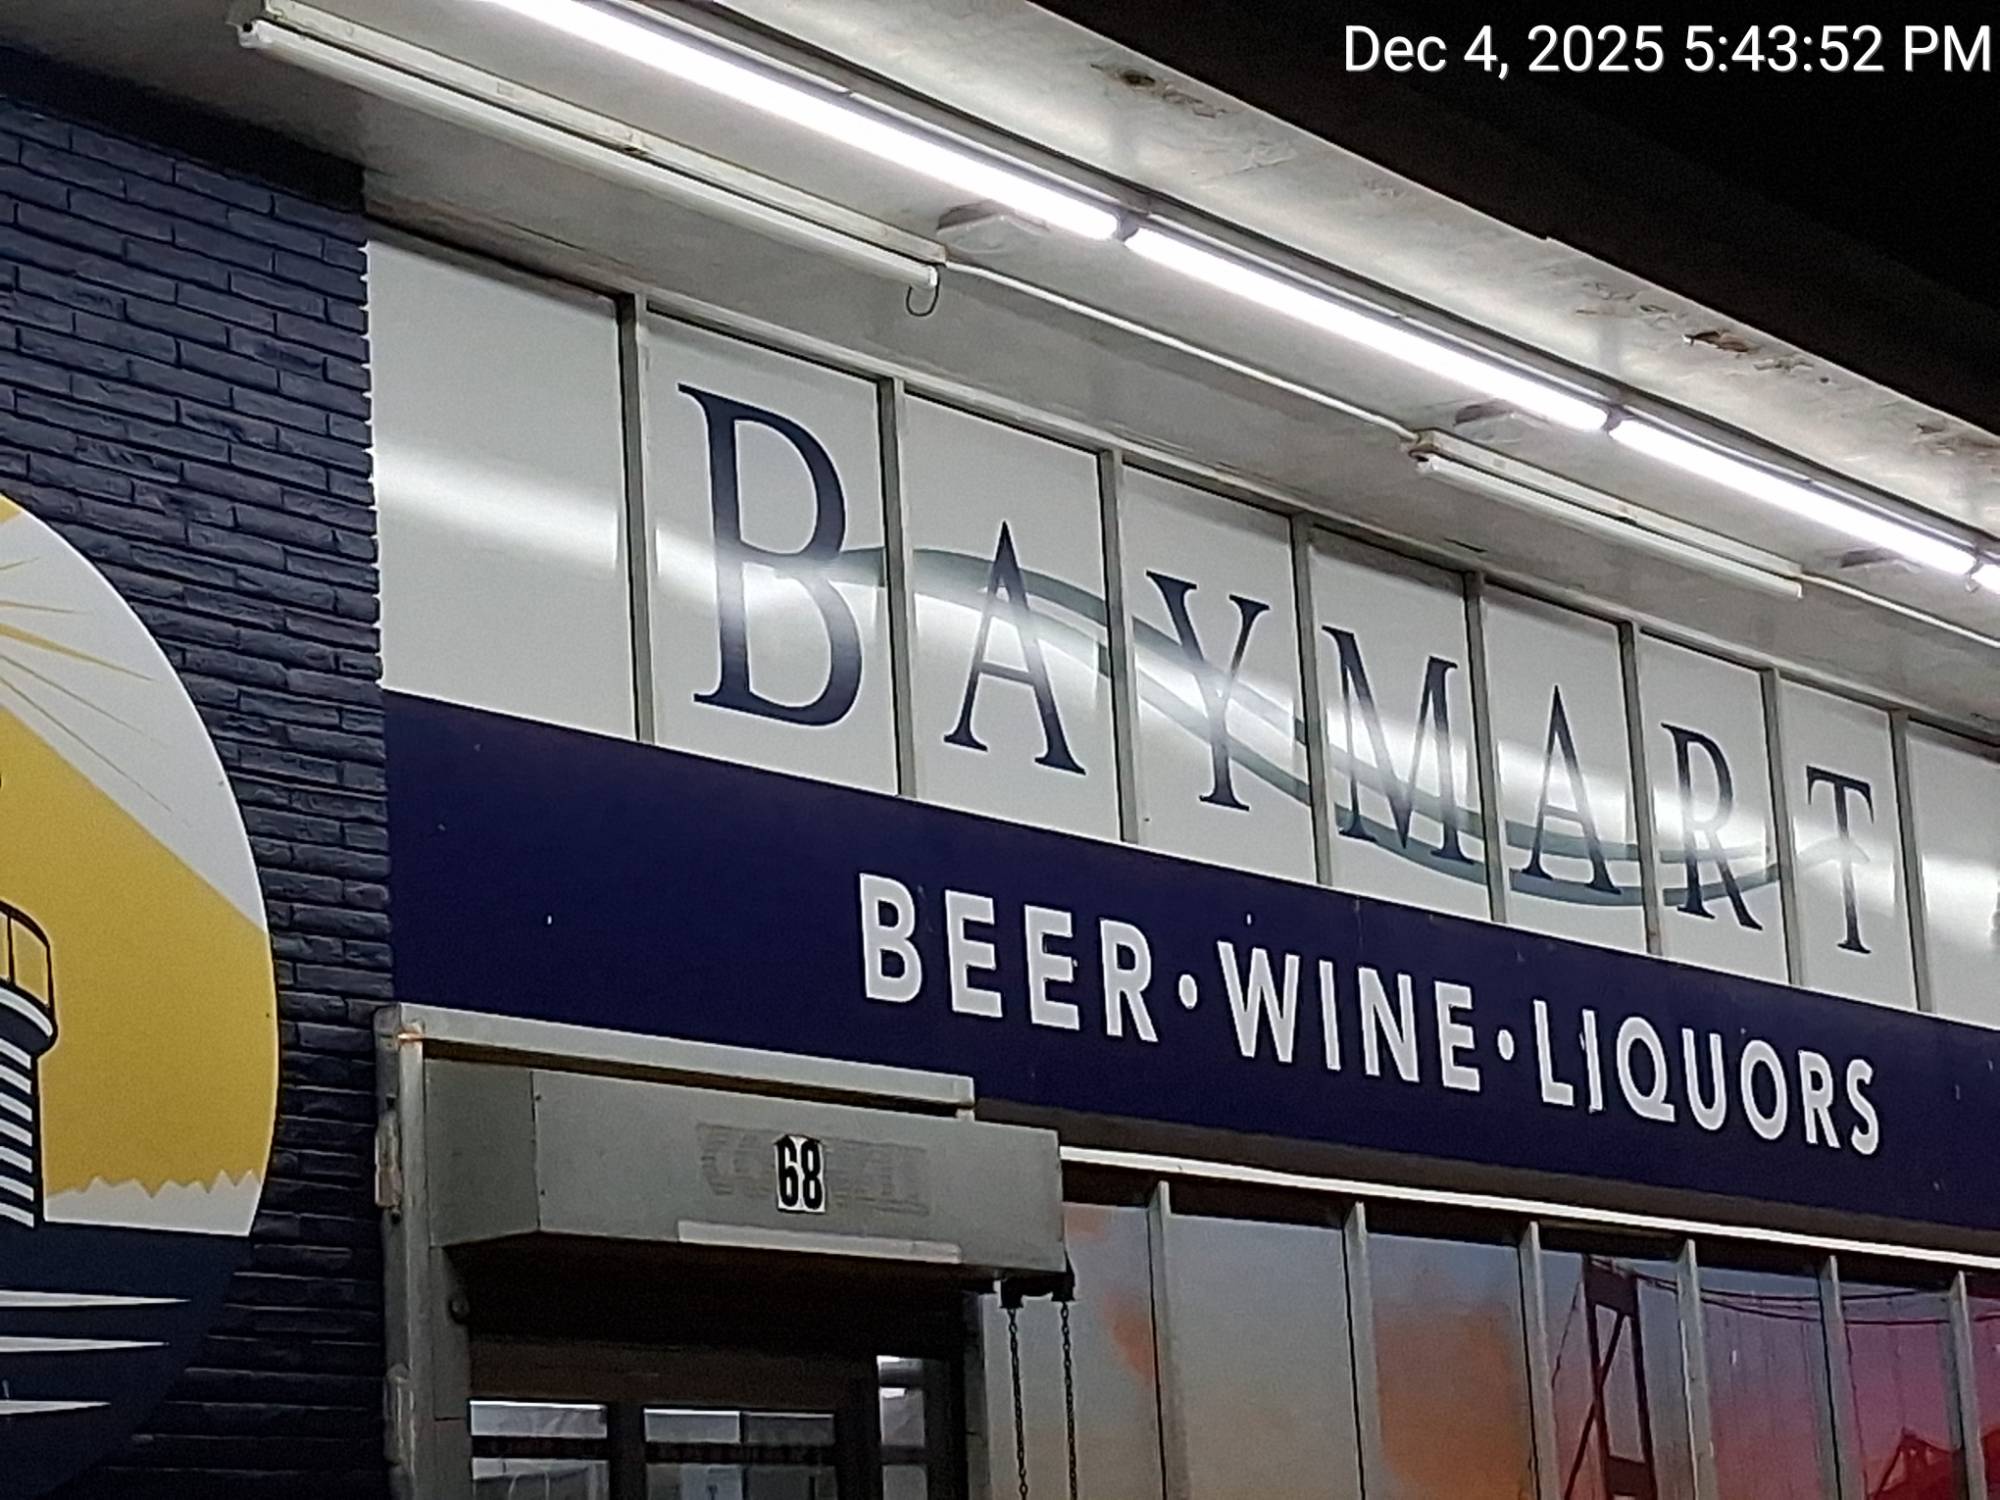 Dec 4, 2025 5:43:52 PM
BAYMART
BEER·WINE·LIQUORS
68